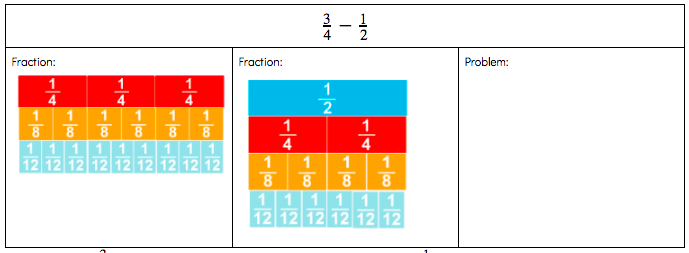 3/4 − 1/2
Fraction:
1/4 1/4 1/4
1/8 1/8 1/8 1/8 1/8 1/8
1/12 1/12 1/12 1/12 1/12 1/12 1/12 1/12 1/12
Fraction:
1/2
1/4 1/4
1/8 1/8 1/8 1/8
1/12 1/12 1/12 1/12 1/12 1/12
Problem: